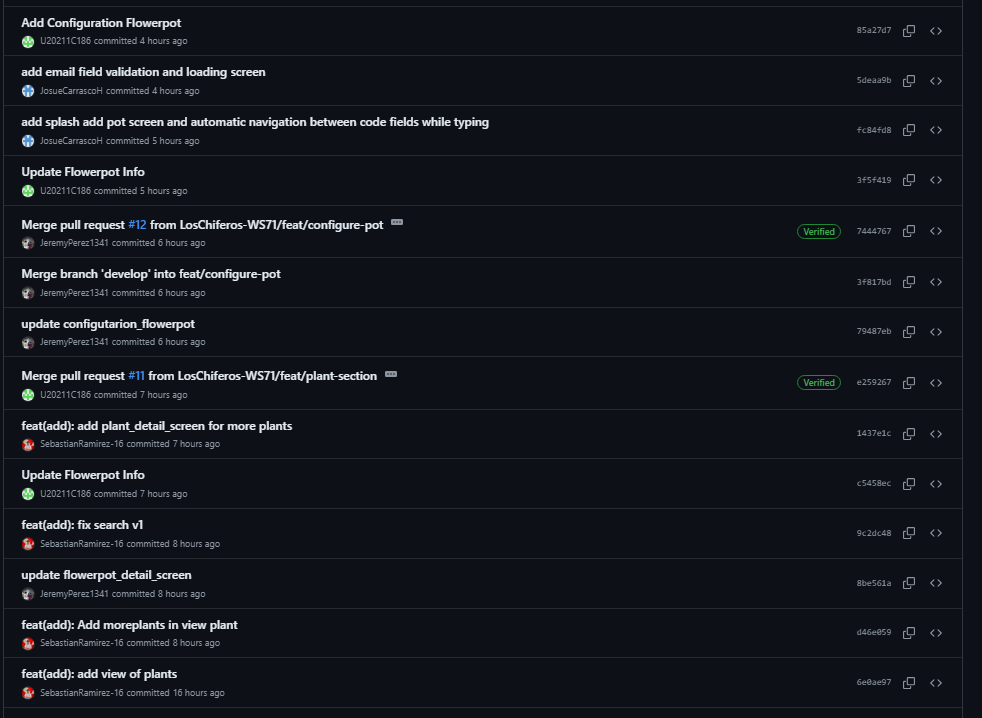 Add Configuration Flowerpot
U20211C186 committed 4 hours ago
85a27d7
add email field validation and loading screen
JosueCarrascoH committed 4 hours ago
5deaa9b
add splash add pot screen and automatic navigation between code fields while typing
JosueCarrascoH committed 5 hours ago
fc84fd8
Update Flowerpot Info
U20211C186 committed 5 hours ago
3f5f419
Merge pull request #12 from LosChiferos-WS71/feat/configure-pot
JeremyPerez1341 committed 6 hours ago
Verified 7444767
Merge branch 'develop' into feat/configure-pot
JeremyPerez1341 committed 6 hours ago
3f817bd
update configutarion_flowerpot
JeremyPerez1341 committed 6 hours ago
79487eb
Merge pull request #11 from LosChiferos-WS71/feat/plant-section
U20211C186 committed 7 hours ago
Verified e259267
feat(add): add plant_detail_screen for more plants
SebastianRamirez-16 committed 7 hours ago
1437e1c
Update Flowerpot Info
U20211C186 committed 7 hours ago
c5458ec
feat(add): fix search v1
SebastianRamirez-16 committed 8 hours ago
9c2dc48
update flowerpot_detail_screen
JeremyPerez1341 committed 8 hours ago
8be561a
feat(add): Add moreplants in view plant
SebastianRamirez-16 committed 8 hours ago
d46e059
feat(add): add view of plants
SebastianRamirez-16 committed 16 hours ago
6e0ae97